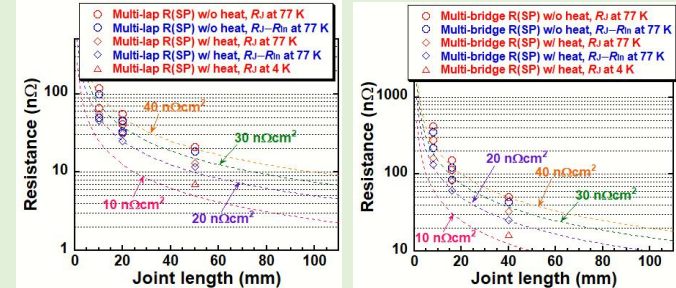 Multi-lap R(SP) w/o heat, RJ at 77 K
Multi-lap R(SP) w/o heat, RJ–RIn at 77 K
Multi-lap R(SP) w/ heat, RJ at 77 K
Multi-lap R(SP) w/ heat, RJ–RIn at 77 K
Multi-lap R(SP) w/ heat, RJ at 4 K
Resistance (nΩ)
100
10
1
40 nΩcm²
30 nΩcm²
10 nΩcm²
20 nΩcm²
0 20 40 60 80 100
Joint length (mm)
Multi-bridge R(SP) w/o heat, RJ at 77 K
Multi-bridge R(SP) w/o heat, RJ–RIn at 77 K
Multi-bridge R(SP) w/ heat, RJ at 77 K
Multi-bridge R(SP) w/ heat, RJ–RIn at 77 K
Multi-bridge R(SP) w/ heat, RJ at 4 K
Resistance (nΩ)
1000
100
10
20 nΩcm²
40 nΩcm²
30 nΩcm²
10 nΩcm²
0 20 40 60 80 100
Joint length (mm)